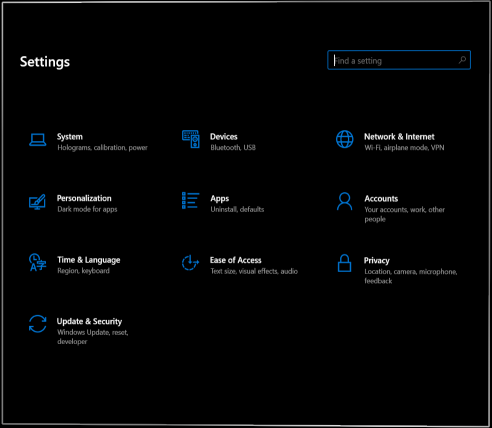 Settings
Find a setting
System
Holograms, calibration, power
Devices
Bluetooth, USB
Network & Internet
Wi-Fi, airplane mode, VPN
Personalization
Dark mode for apps
Apps
Uninstall, defaults
Accounts
Your accounts, work, other
people
Time & Language
Region, keyboard
Ease of Access
Text size, visual effects, audio
Privacy
Location, camera, microphone,
feedback
Update & Security
Windows Update, reset,
developer